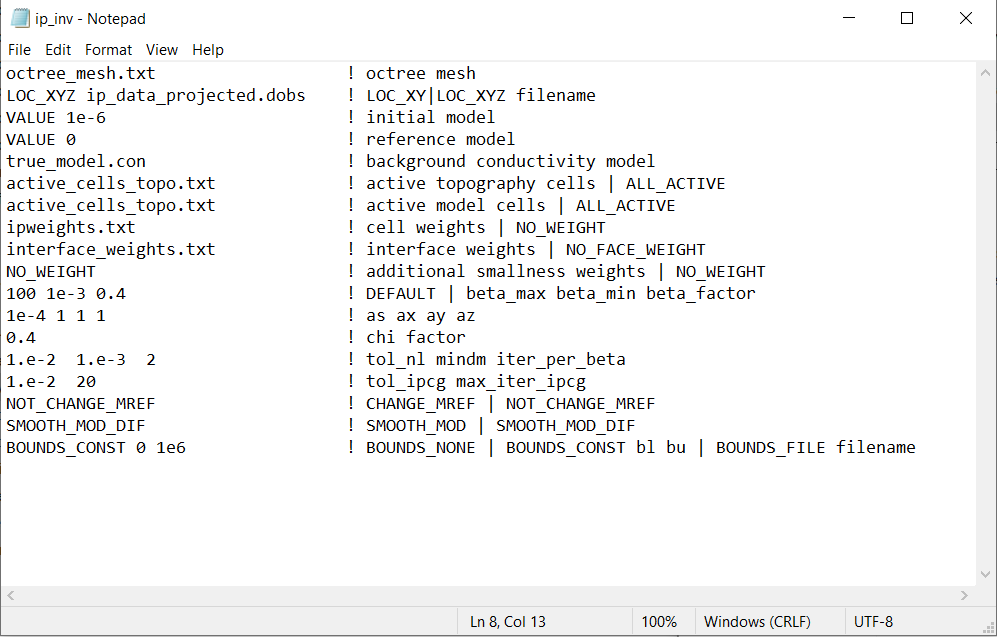 ip_inv - Notepad
File Edit Format View Help
octree_mesh.txt ! octree mesh
LOC_XYZ ip_data_projected.dobs ! LOC_XY|LOC_XYZ filename
VALUE 1e-6 ! initial model
VALUE 0 ! reference model
true_model.con ! background conductivity model
active_cells_topo.txt ! active topography cells | ALL_ACTIVE
active_cells_topo.txt ! active model cells | ALL_ACTIVE
ipweights.txt ! cell weights | NO_WEIGHT
interface_weights.txt ! interface weights | NO_FACE_WEIGHT
NO_WEIGHT ! additional smallness weights | NO_WEIGHT
100 1e-3 0.4 ! DEFAULT | beta_max beta_min beta_factor
1e-4 1 1 1 ! as ax ay az
0.4 ! chi factor
1.e-2  1.e-3  2 ! tol_nl mindm iter_per_beta
1.e-2  20 ! tol_ipcg max_iter_ipcg
NOT_CHANGE_MREF ! CHANGE_MREF | NOT_CHANGE_MREF
SMOOTH_MOD_DIF ! SMOOTH_MOD | SMOOTH_MOD_DIF
BOUNDS_CONST 0 1e6 ! BOUNDS_NONE | BOUNDS_CONST bl bu | BOUNDS_FILE filename
Ln 8, Col 13 100% Windows (CRLF) UTF-8